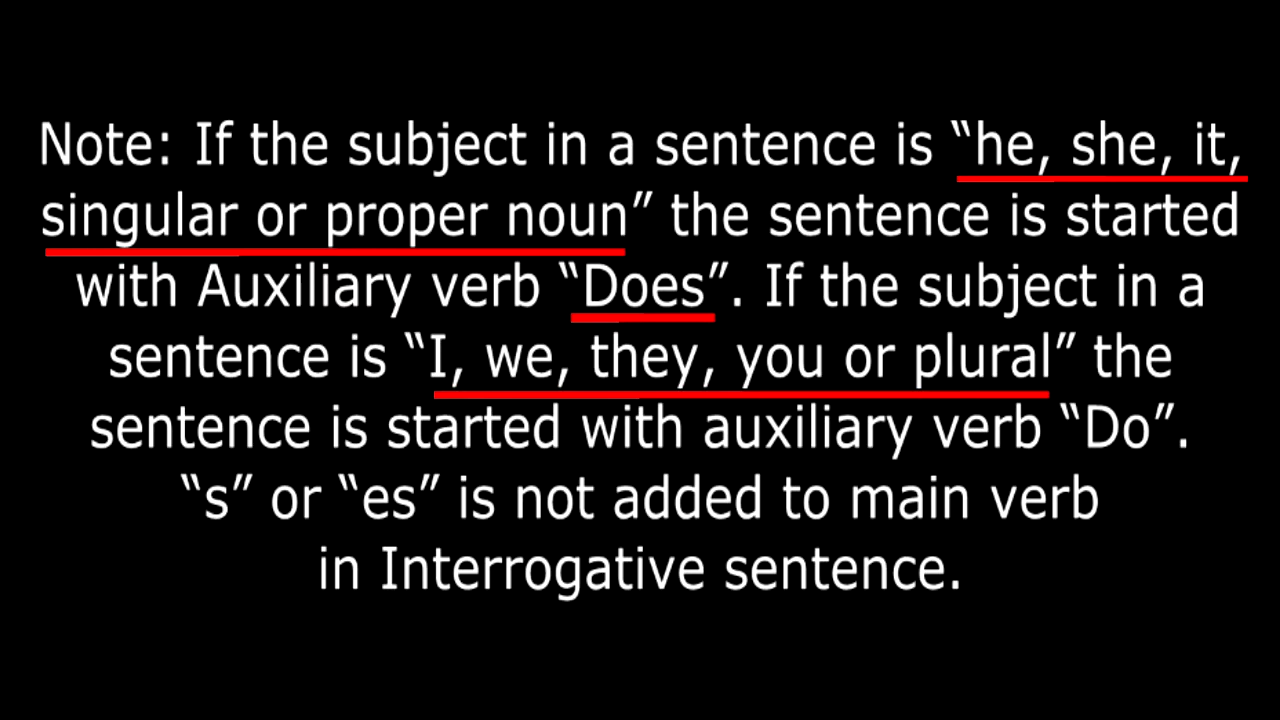 Note: If the subject in a sentence is “he, she, it,
singular or proper noun” the sentence is started
with Auxiliary verb “Does”. If the subject in a
sentence is “I, we, they, you or plural” the
sentence is started with auxiliary verb “Do”.
“s” or “es” is not added to main verb
in Interrogative sentence.